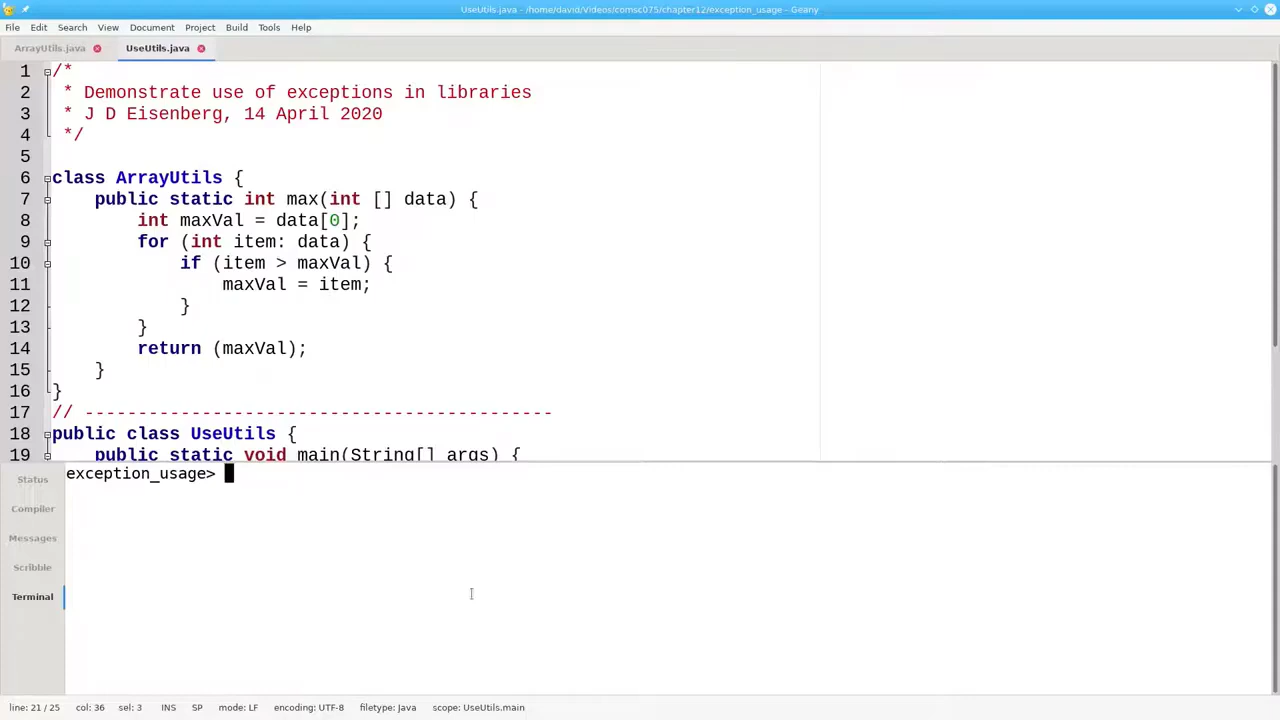 UseUtils.java - /home/david/Videos/comsc075/chapter12/exception_usage - Geany
File Edit Search View Document Project Build Tools Help
ArrayUtils.java UseUtils.java
1 /*
2  * Demonstrate use of exceptions in libraries
3  * J D Eisenberg, 14 April 2020
4  */
5
6 class ArrayUtils {
7     public static int max(int [] data) {
8         int maxVal = data[0];
9         for (int item: data) {
10             if (item > maxVal) {
11                 maxVal = item;
12             }
13         }
14         return (maxVal);
15     }
16 }
17 // --------------------------------------------
18 public class UseUtils {
19     public static void main(String[] args) {
Status
Compiler
Messages
Scribble
Terminal
exception_usage>
line: 21 / 25 col: 36 sel: 3 INS SP mode: LF encoding: UTF-8 filetype: Java scope: UseUtils.main